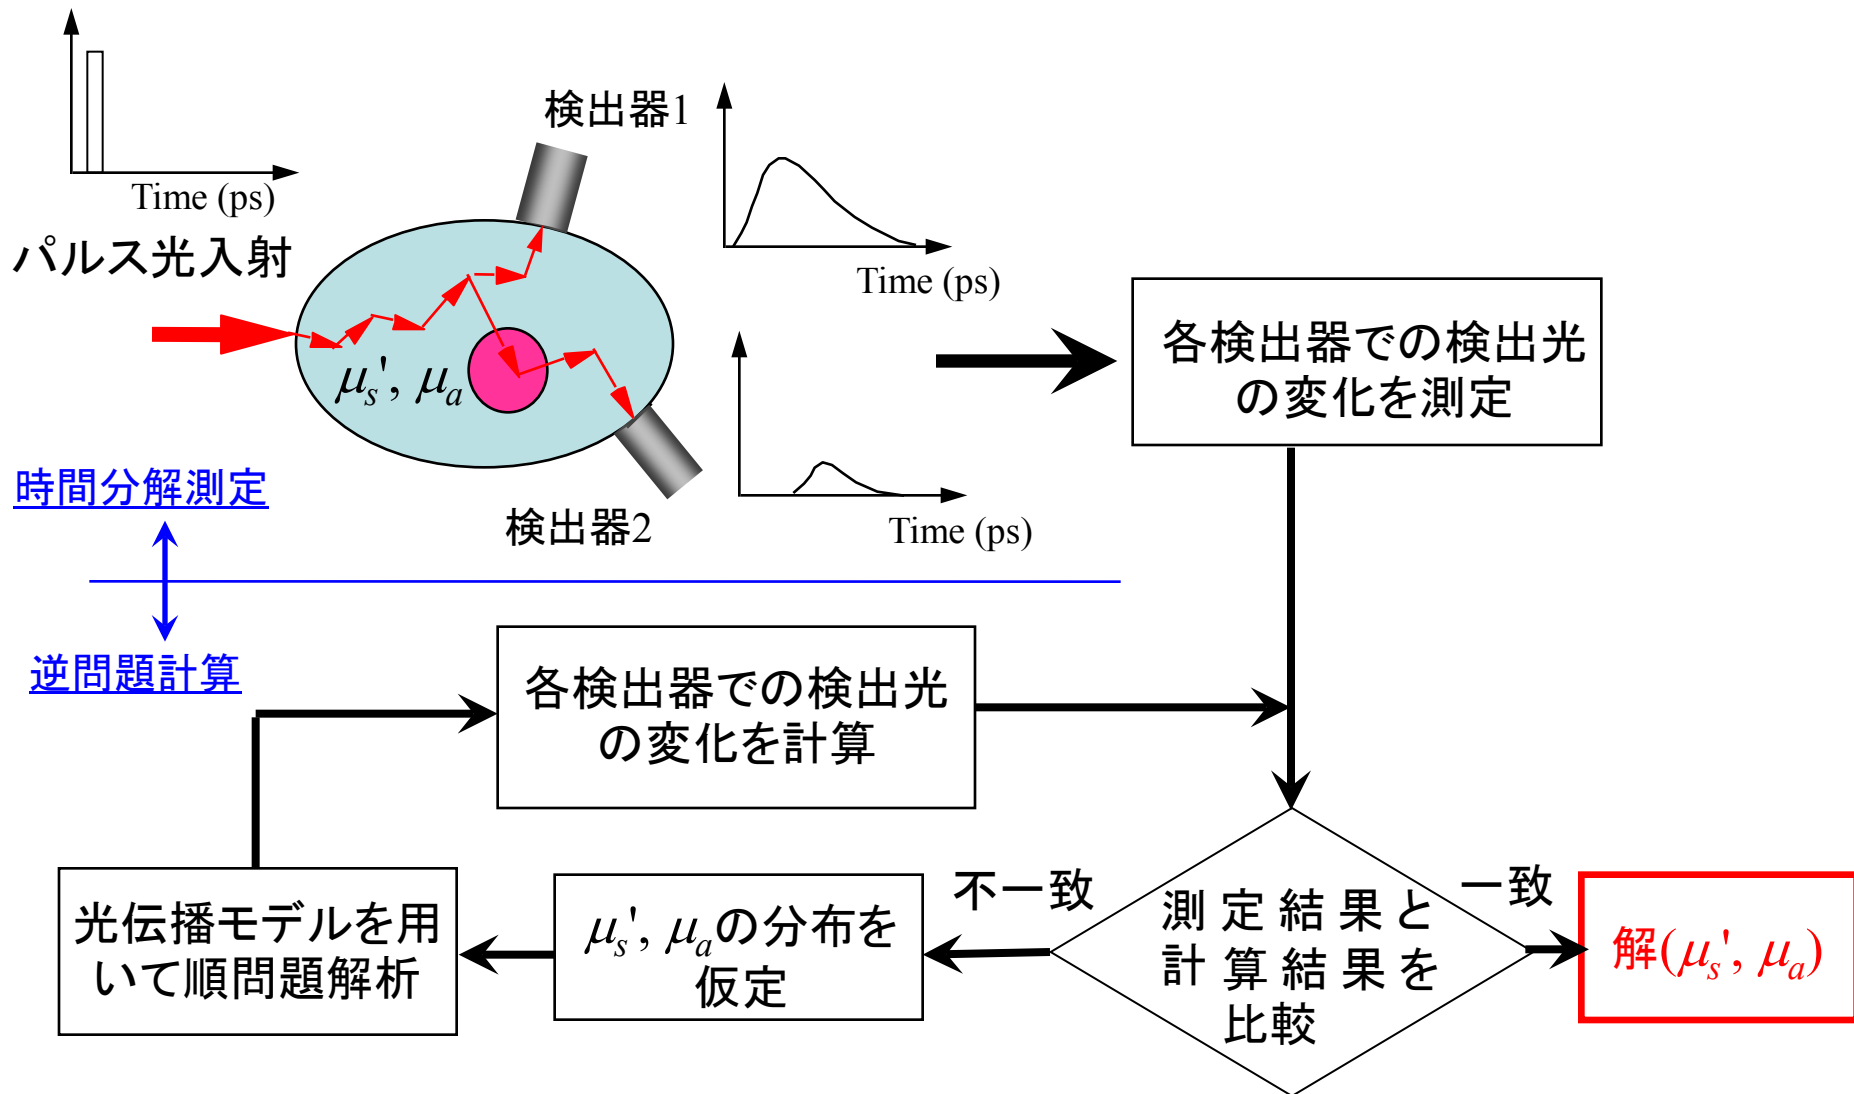 Time (ps)
パルス光入射
検出器1
Time (ps)
μs', μa
検出器2
Time (ps)
各検出器での検出光
の変化を測定
時間分解測定
逆問題計算
各検出器での検出光
の変化を計算
光伝播モデルを用
いて順問題解析
μs', μaの分布を
仮定
不一致
測定結果と
計算結果を
比較
一致
解(μs', μa)